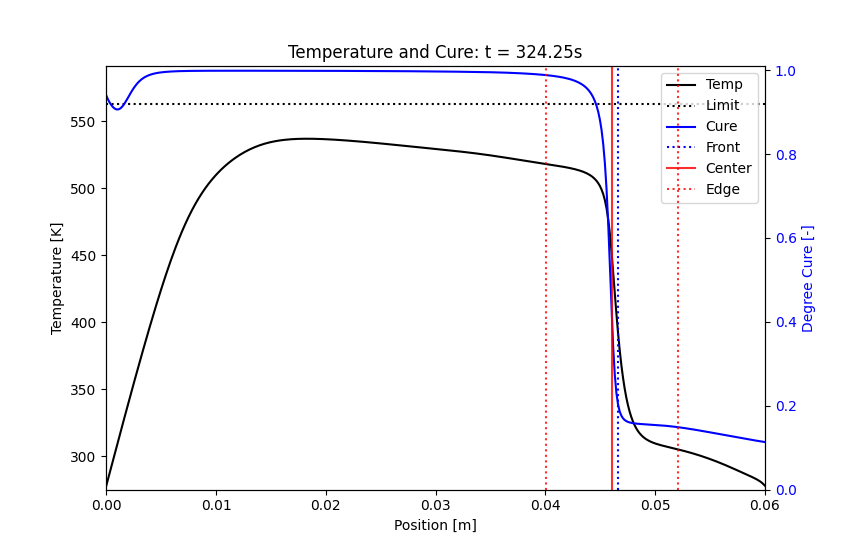 Temperature and Cure: t = 324.25s
Temp
Limit
Cure
Front
Center
Edge
Temperature [K]
550
500
450
400
350
300
1.0
0.8
0.6
0.4
0.2
0.0
Degree Cure [-]
0.00
0.01
0.02
0.03
0.04
0.05
0.06
Position [m]